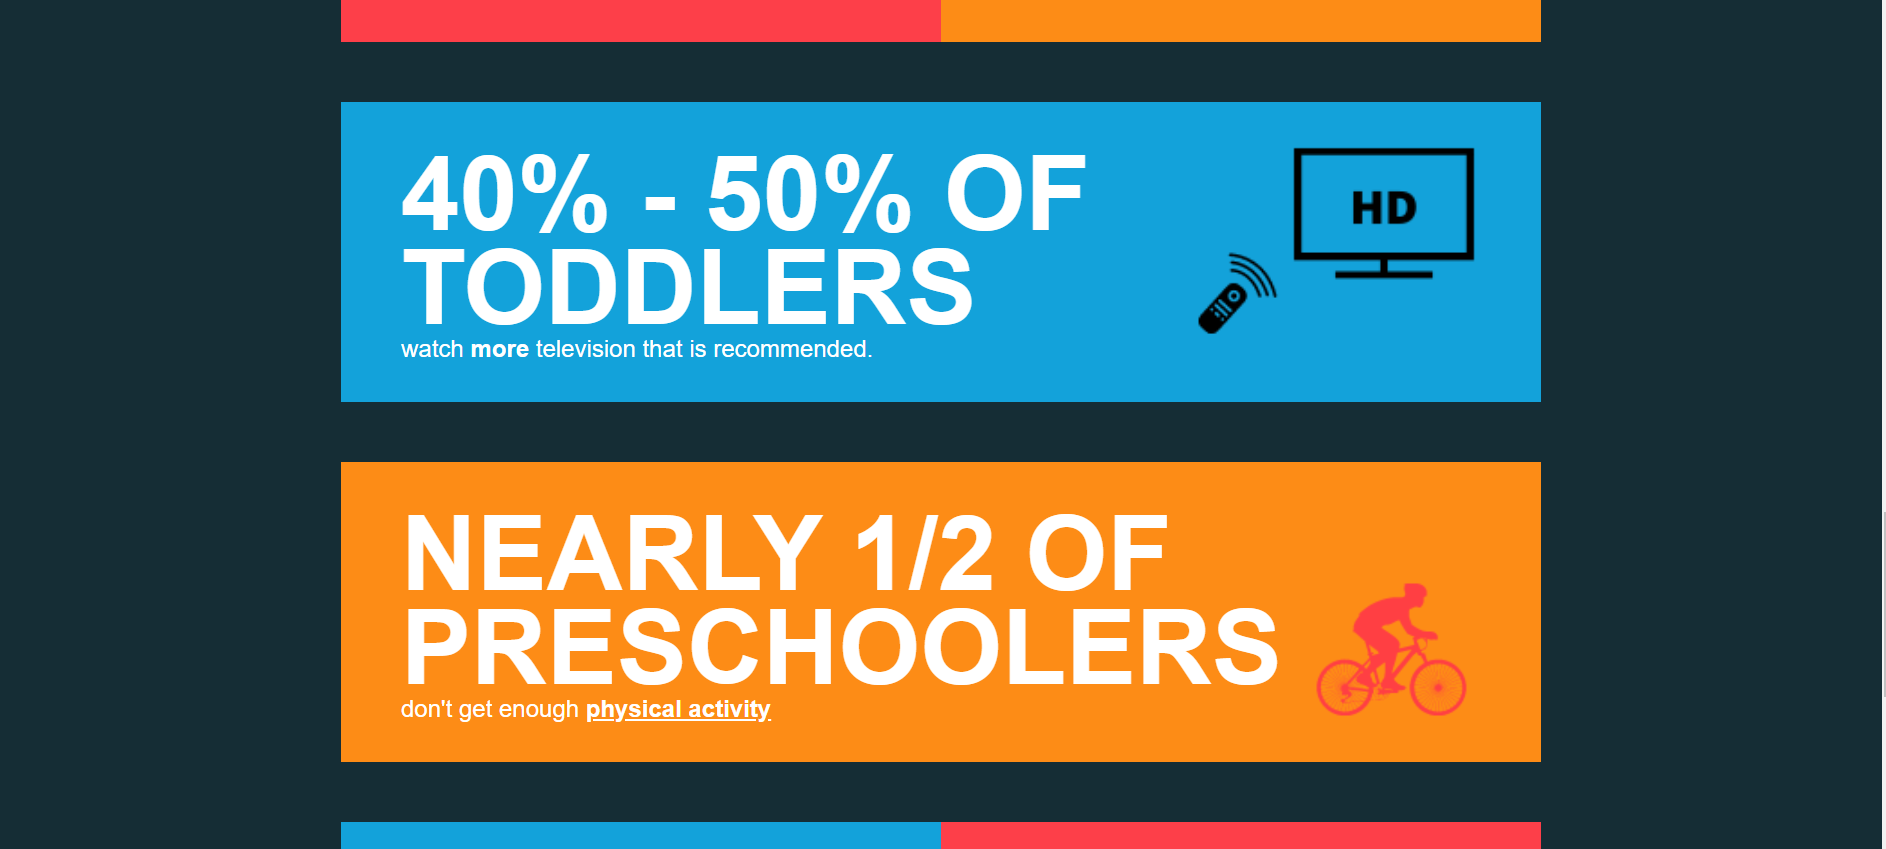 40% - 50% OF
TODDLERS
watch more television that is recommended.
HD
NEARLY 1/2 OF
PRESCHOOLERS
don't get enough physical activity